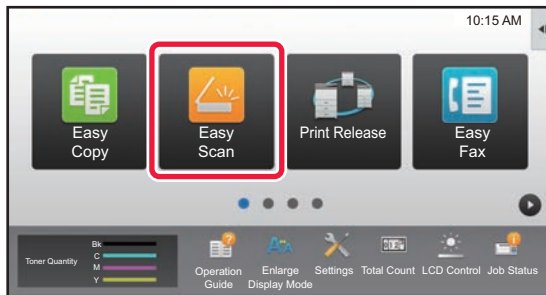 10:15 AM
Easy
Copy
Easy
Scan
Print Release
Easy
Fax
Toner Quantity
Bk
C
M
Y
Operation
Guide
Enlarge
Display Mode
Settings
Total Count
LCD Control
Job Status